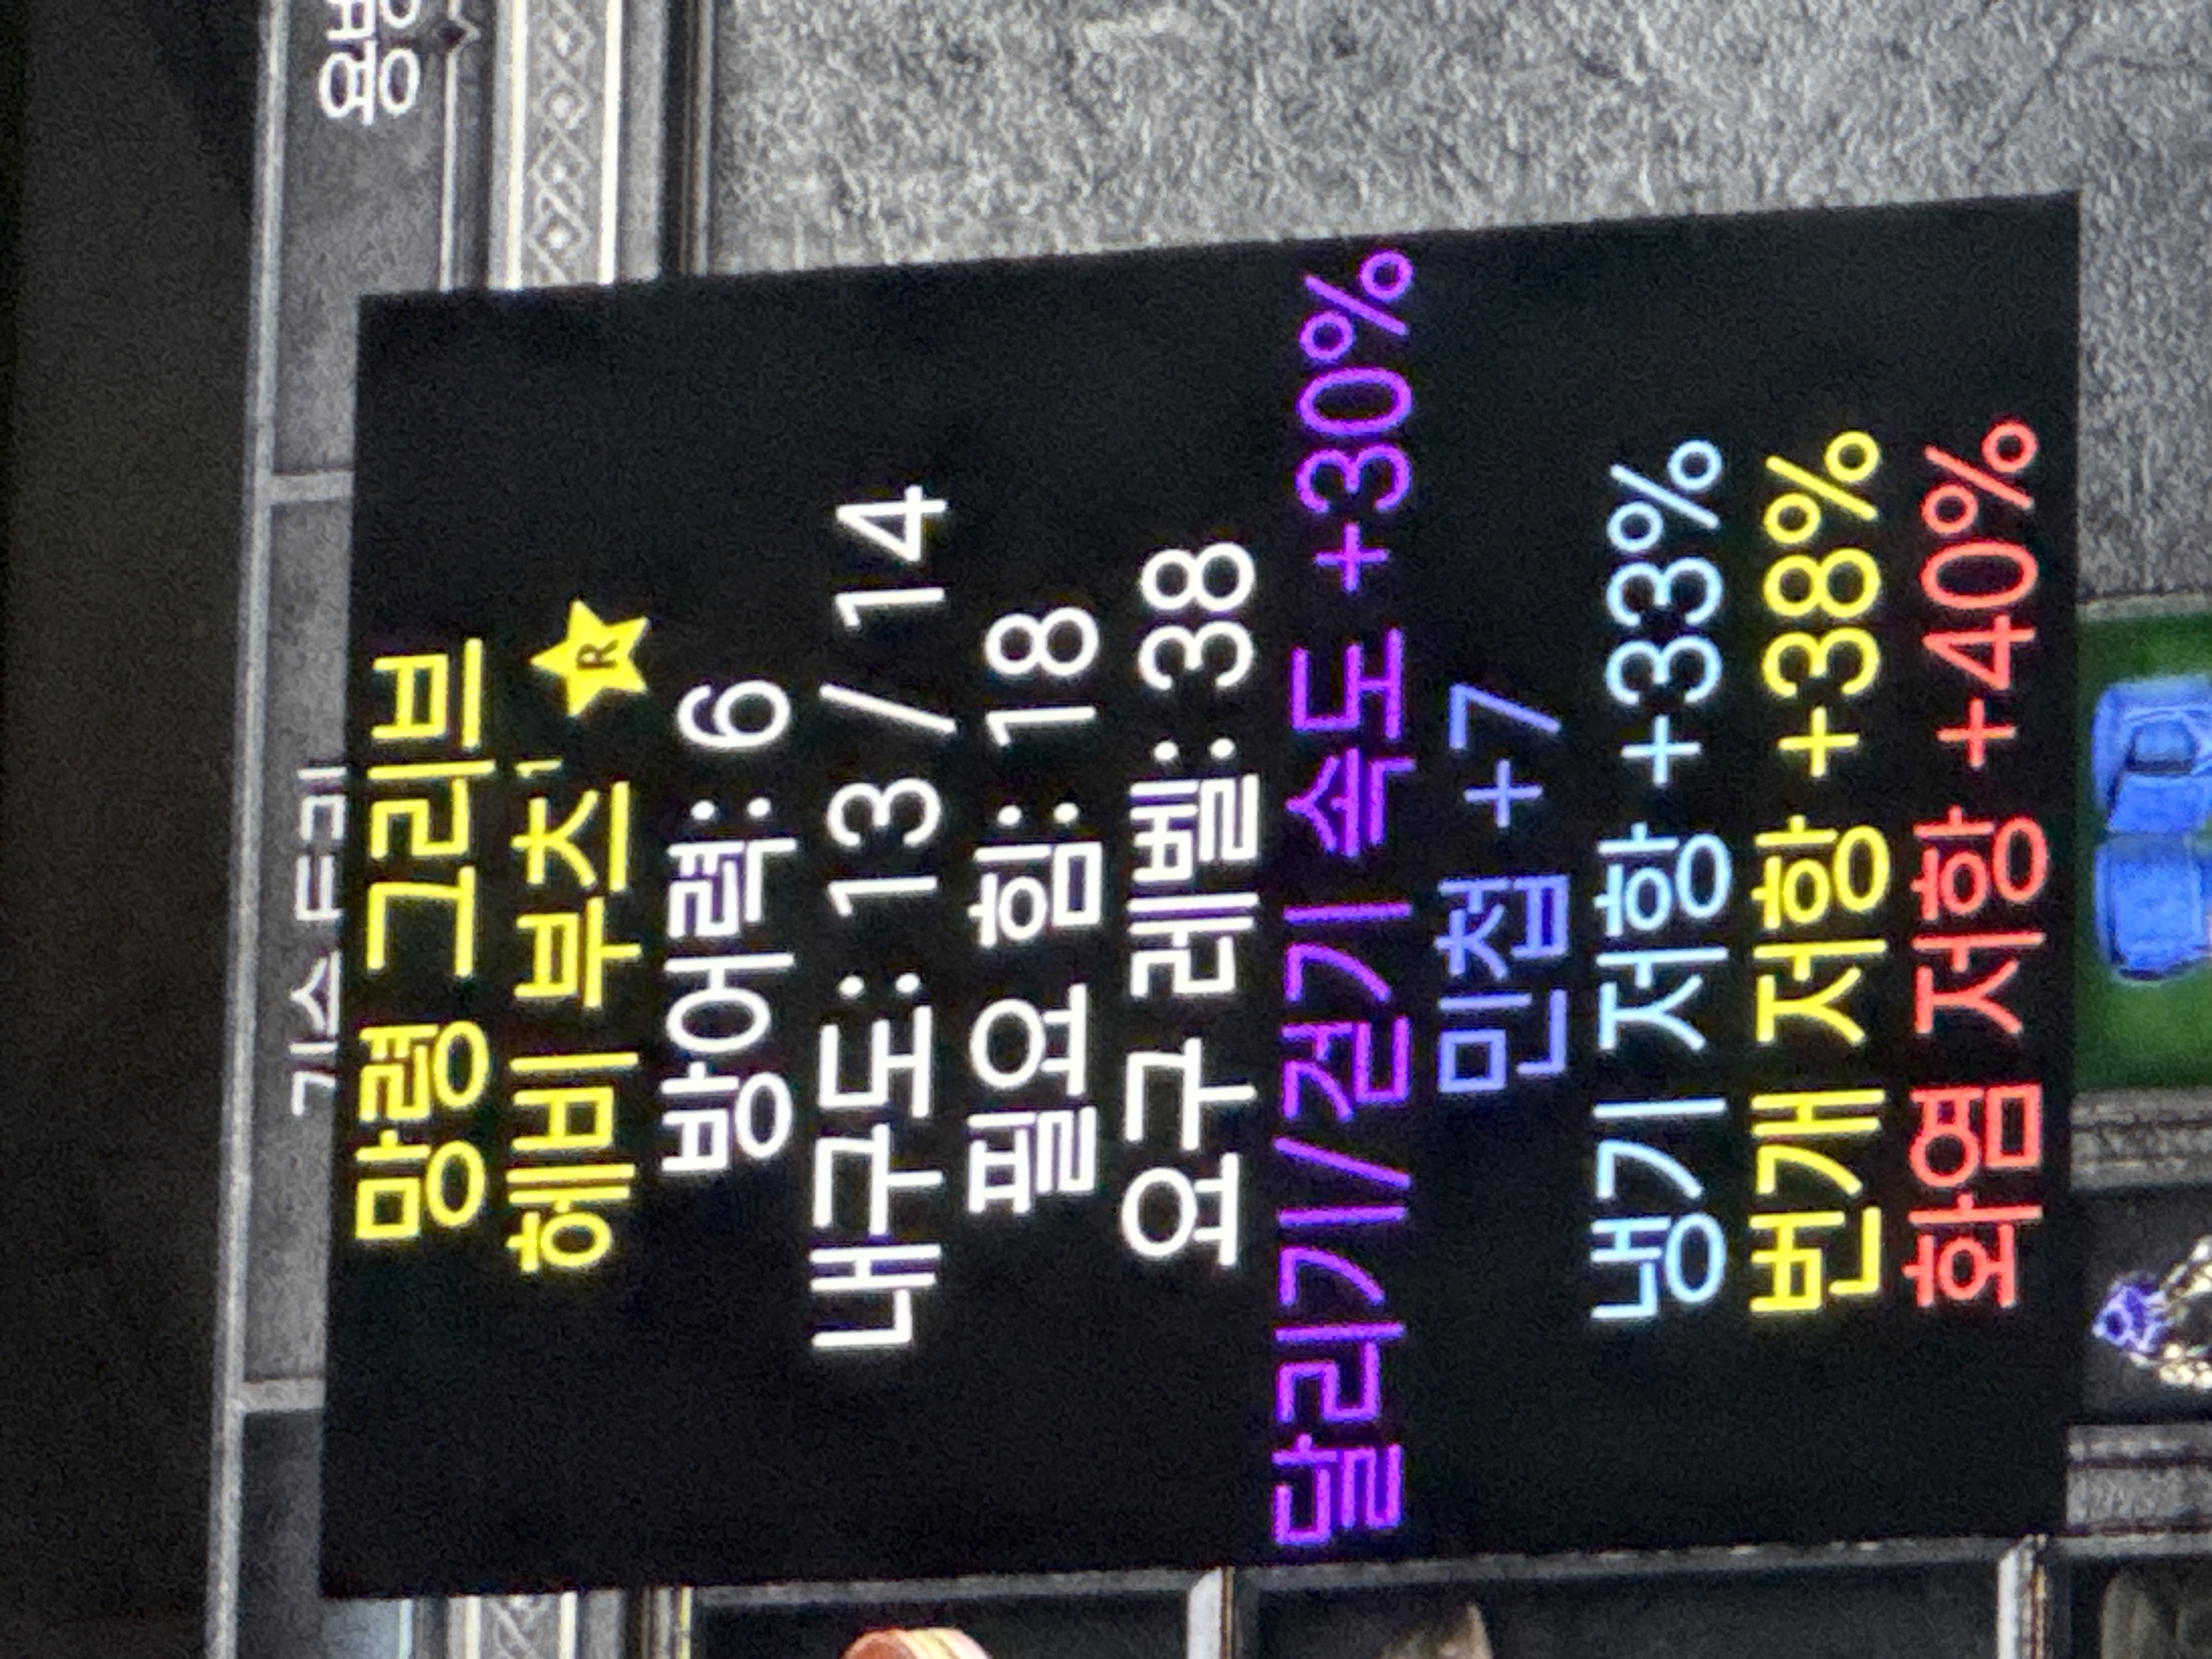 망령 그리브
헤비 부츠¹ R
방어력: 6
내구도: 13 / 14
필요 힘: 18
요구 레벨: 38
달리기/걷기 속도 +30%
민첩 +7
냉기 저항 +33%
번개 저항 +38%
화염 저항 +40%